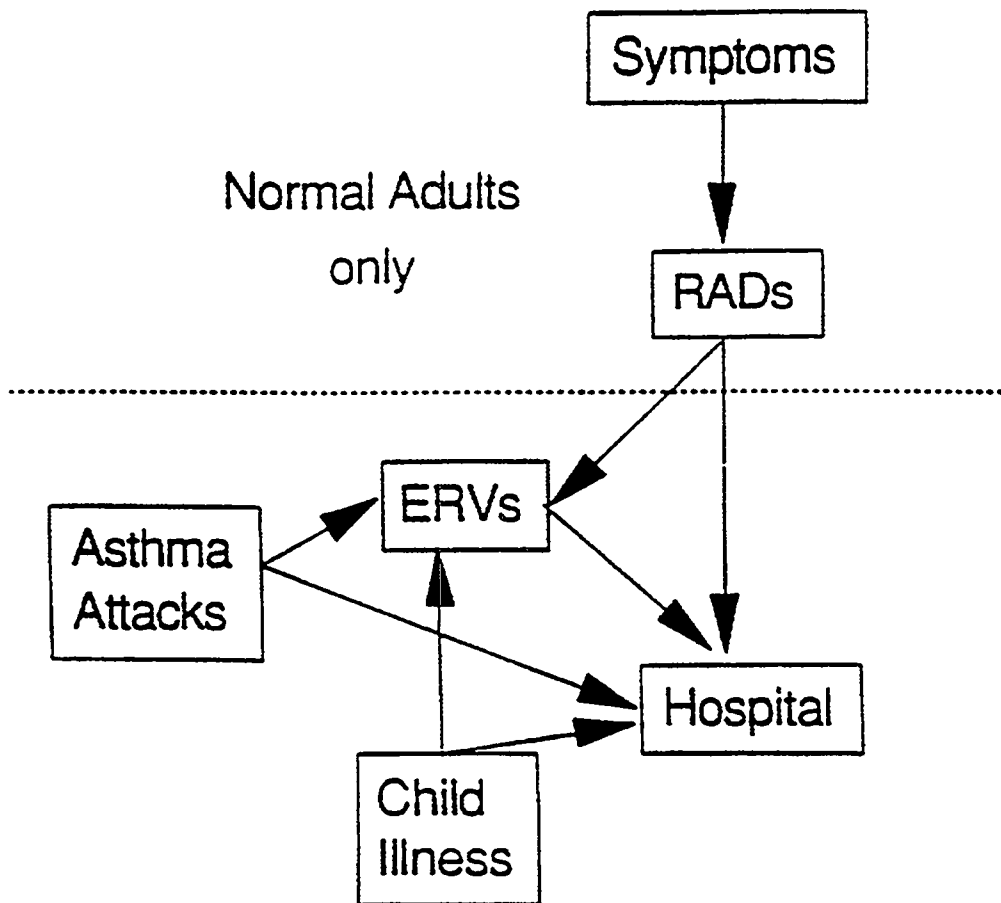 Symptoms
Normal Adults
only
RADs
ERVs
Asthma
Attacks
Hospital
Child
Illness